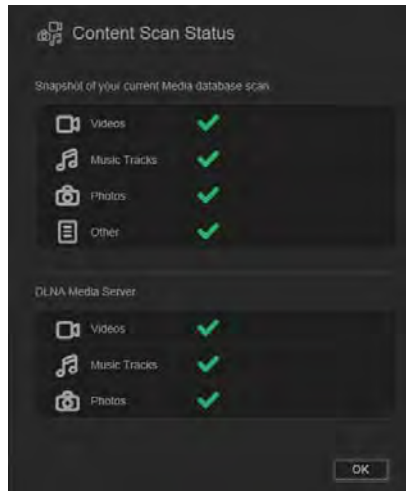 Content Scan Status
Snapshot of your current Media database scan.
Videos
Music Tracks
Photos
Other
DLNA Media Server
Videos
Music Tracks
Photos
OK